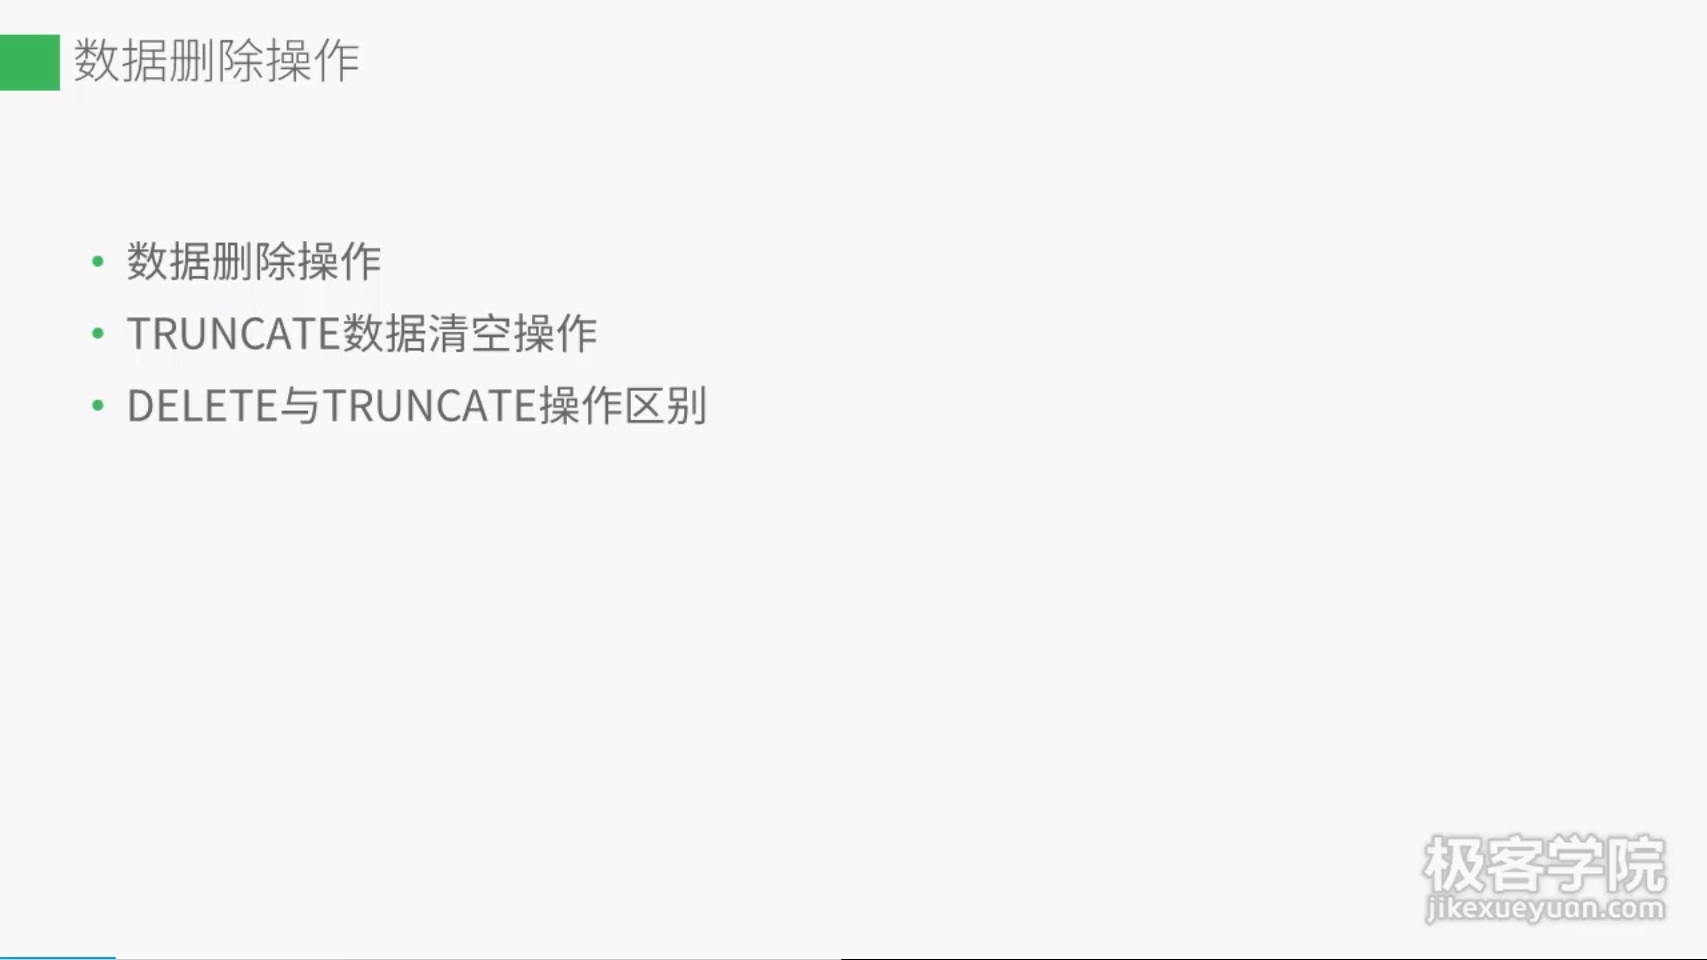 数据删除操作
数据删除操作
TRUNCATE数据清空操作
DELETE与TRUNCATE操作区别
极客学院
jikexueyuan.com